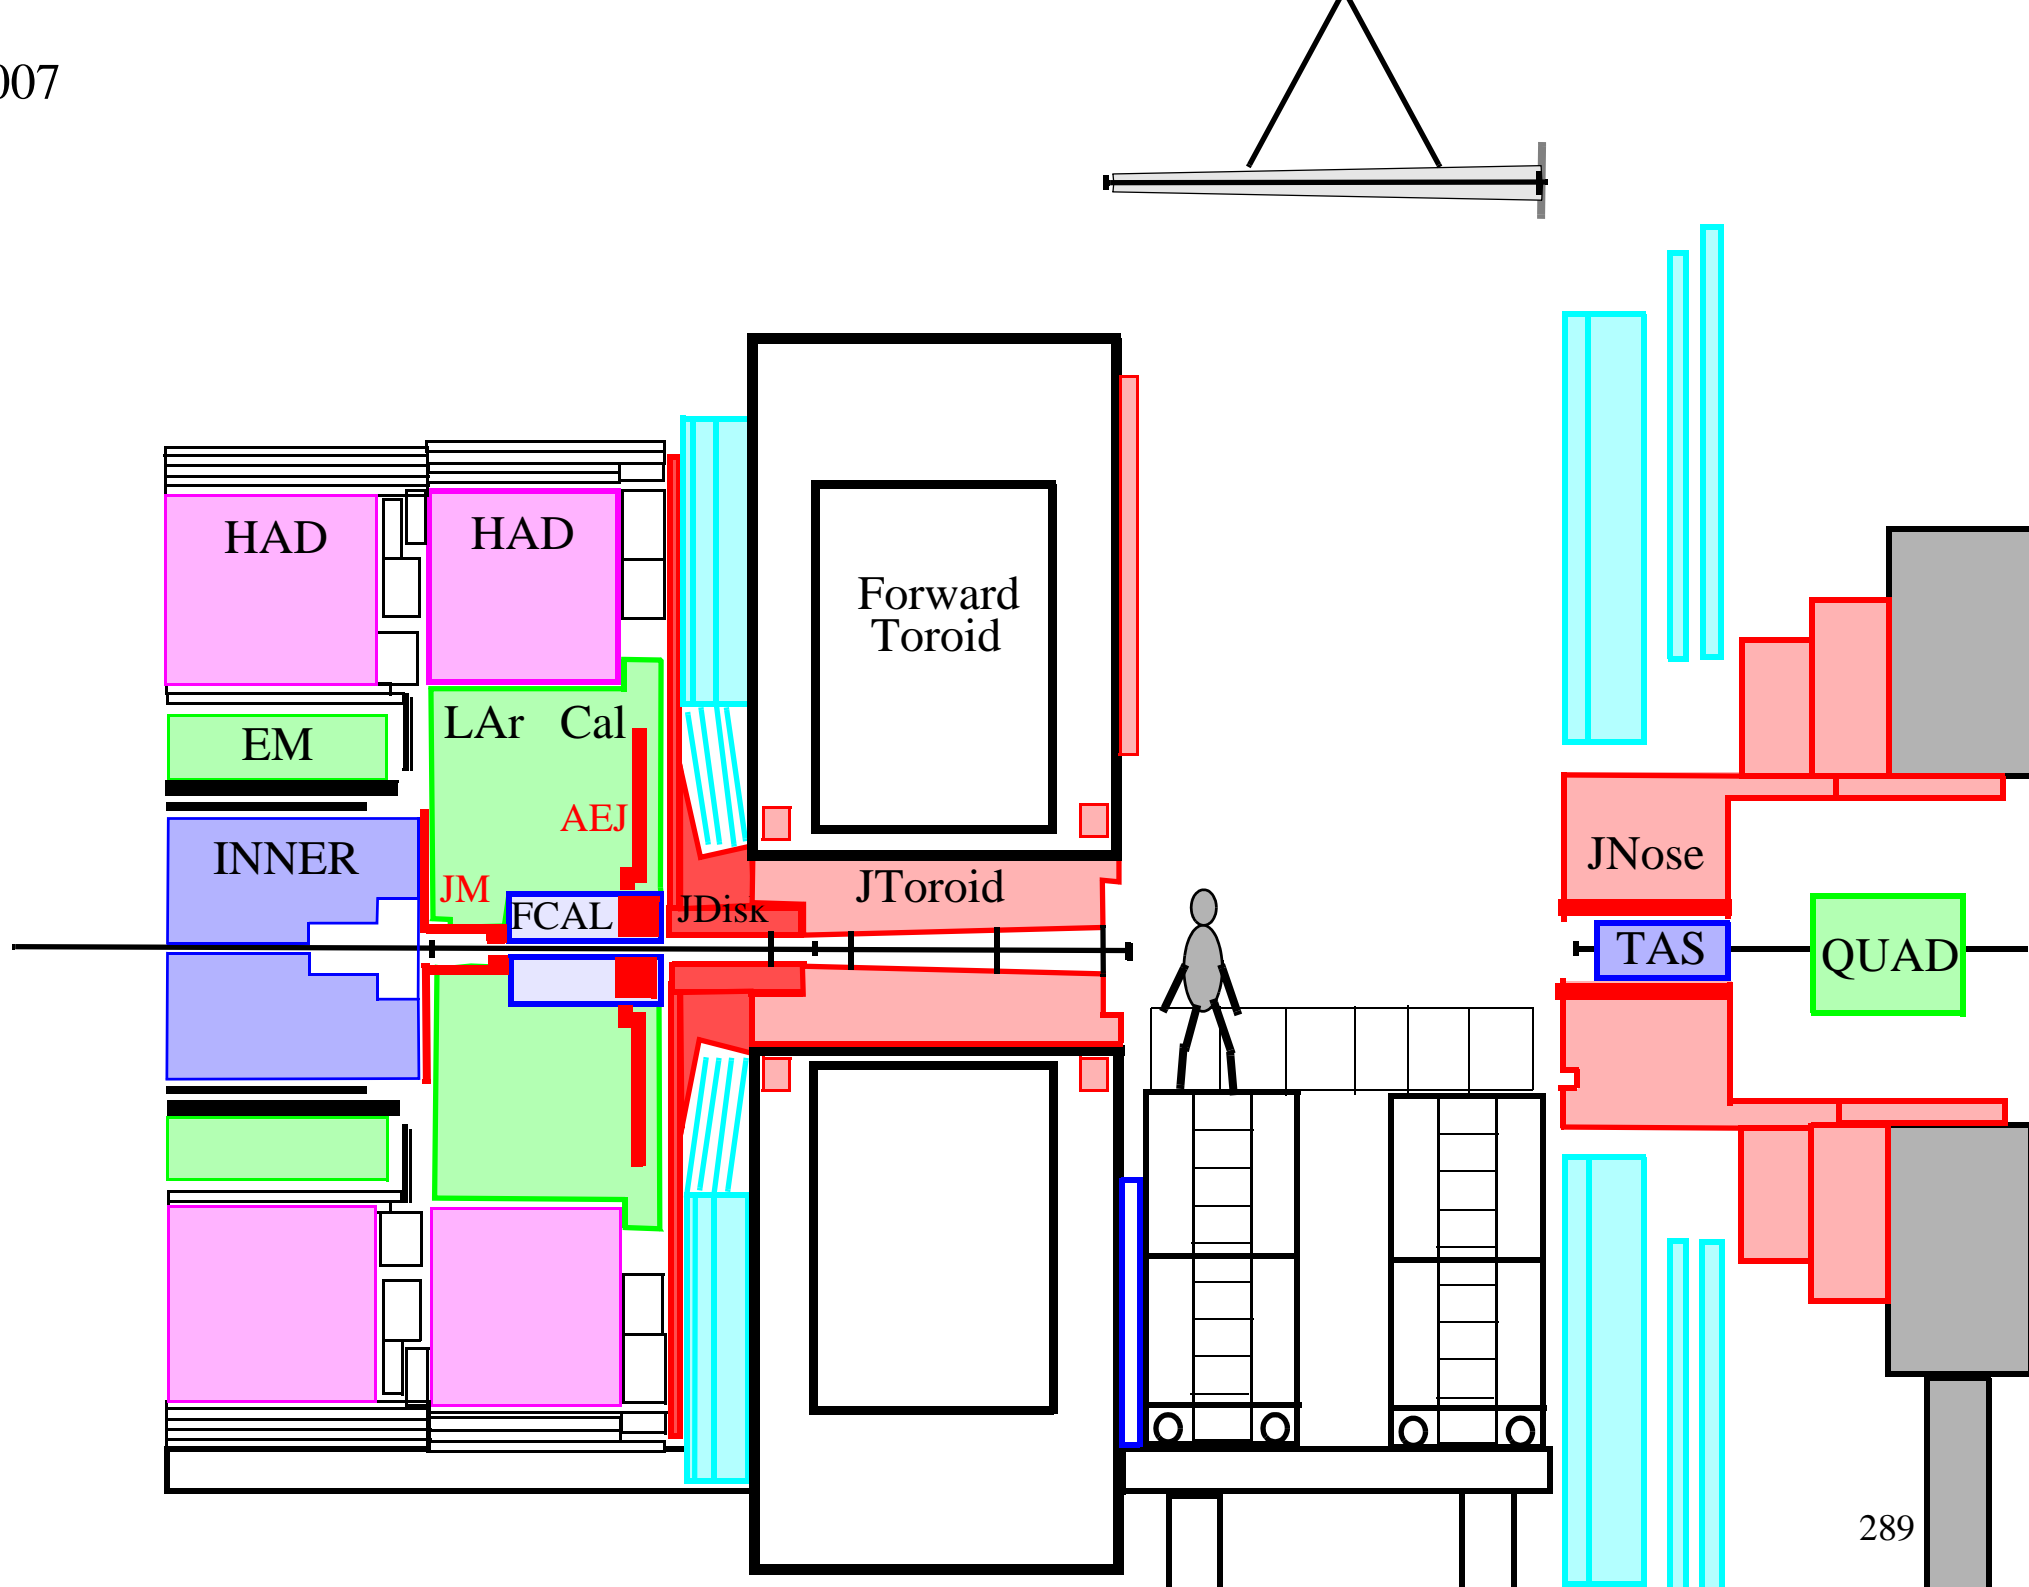 007
HAD
HAD
Forward
Toroid
LAr Cal
EM
AEJ
INNER
JM
FCAL
JDisk
JToroid
JNose
TAS
QUAD
289